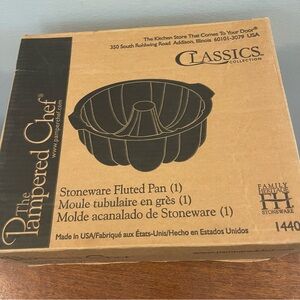 The Kitchen Store That Comes To Your Door®
350 South Rohlwing Road Addison, Illinois 60101-3079 USA
CLASSICS
COLLECTION
The
Pampered Chef®
www.pamperedchef.com
Stoneware Fluted Pan (1)
Moule tubulaire en grès (1)
Molde acanalado de Stoneware (1)
Made in USA/Fabriqué aux États-Unis/Hecho en Estados Unidos
FAMILY
HERITAGE
STONEWARE
1440